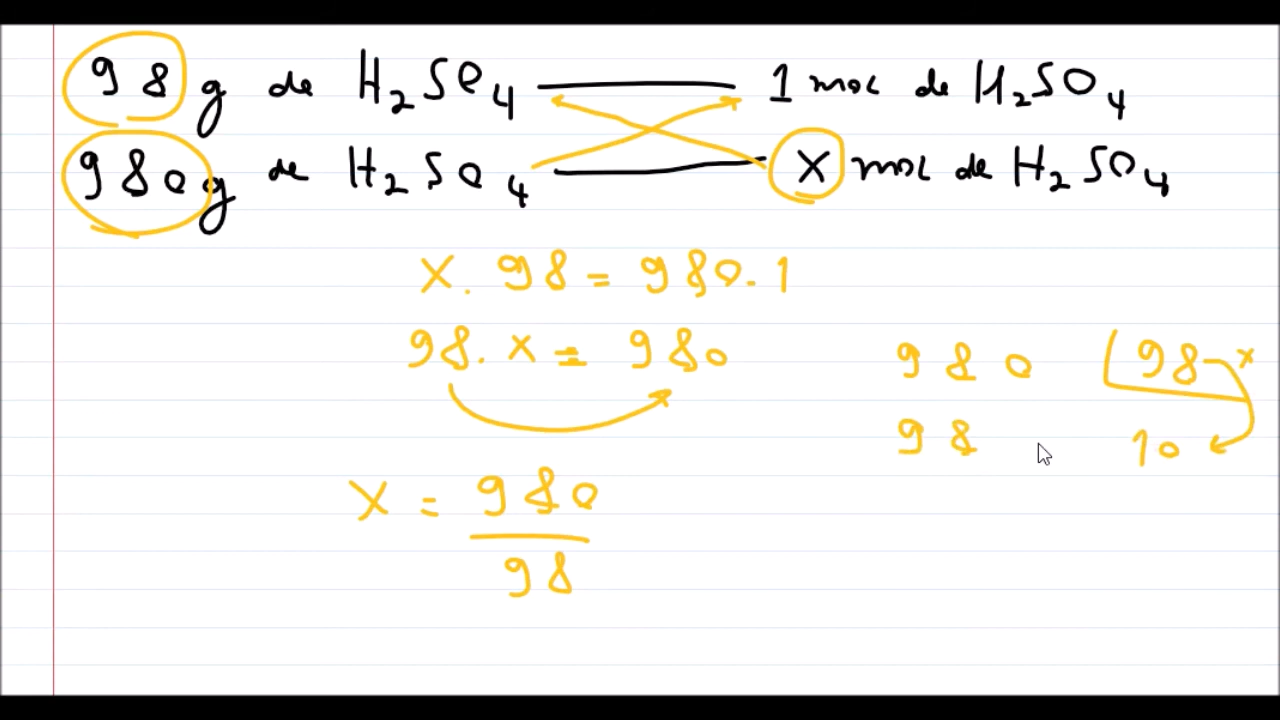 98 g de H₂SO₄ 1 mol de H₂SO₄
980g de H₂SO₄ X mol de H₂SO₄
X. 98 = 980.1
98. X = 980
980 98 x
98 10
X = 980
98